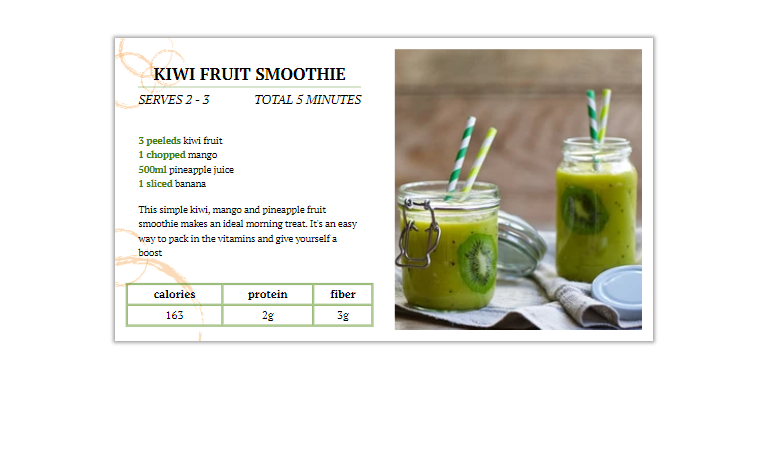 KIWI FRUIT SMOOTHIE
SERVES 2 - 3 TOTAL 5 MINUTES
3 peeleds kiwi fruit
1 chopped mango
500ml pineapple juice
1 sliced banana
This simple kiwi, mango and pineapple fruit
smoothie makes an ideal morning treat. It's an easy
way to pack in the vitamins and give yourself a
boost
calories protein fiber
163 2g 3g